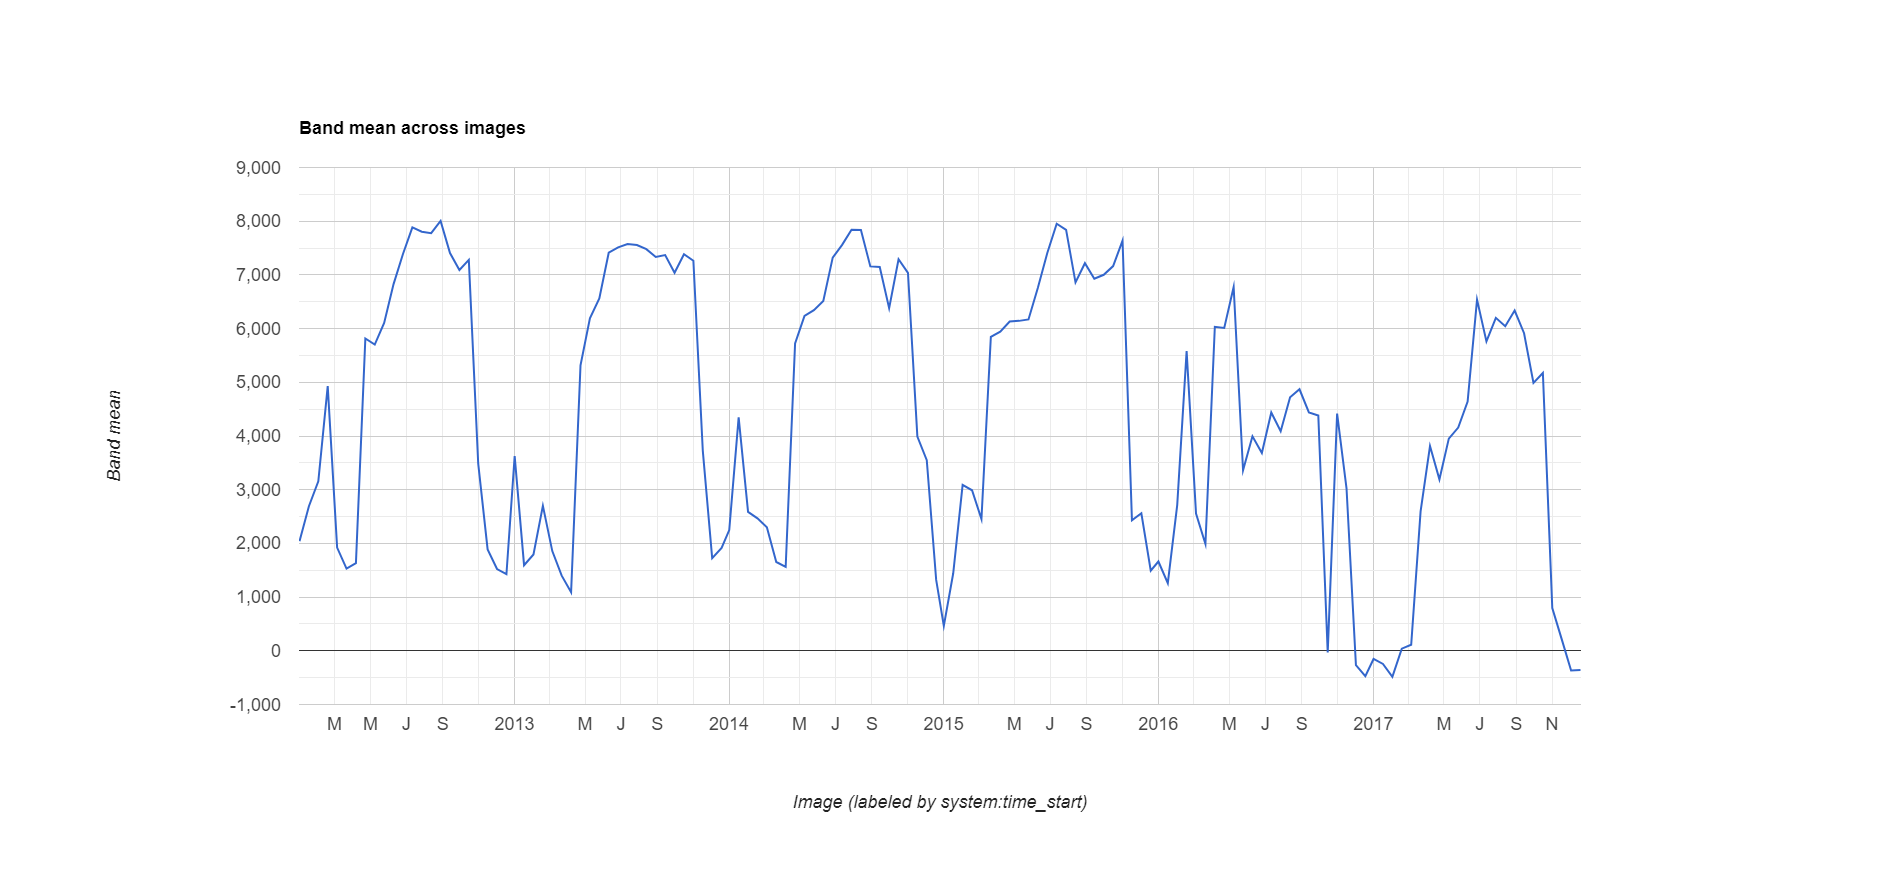 Band mean across images
9,000
8,000
7,000
6,000
5,000
4,000
3,000
2,000
1,000
0
-1,000
Band mean
M M J S 2013 M J S 2014 M J S 2015 M J S 2016 M J S 2017 M J S N
Image (labeled by system:time_start)